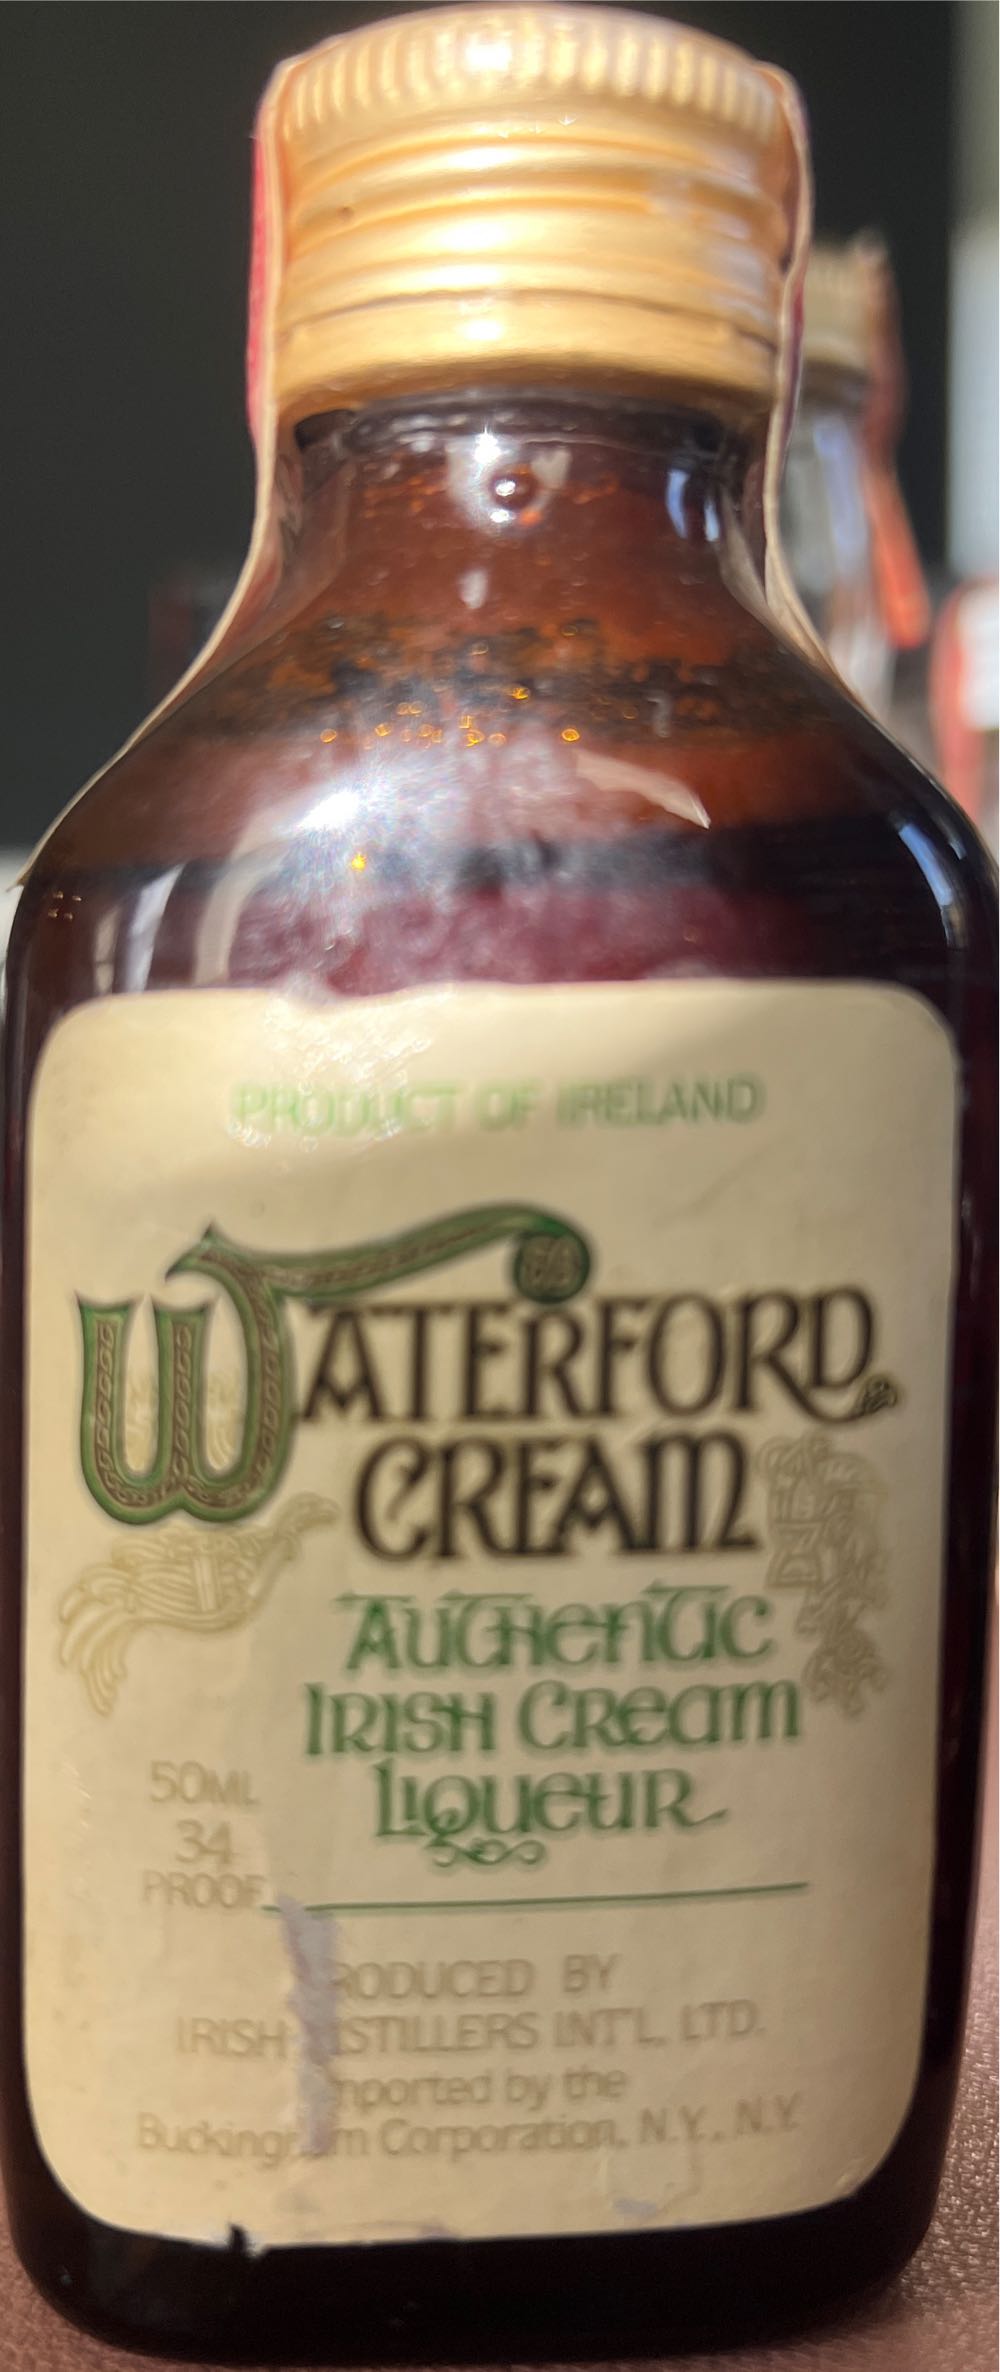 PRODUCT OF IRELAND
WATERFORD
CREAM
AUTHENTIC
IRISH CREAM
LIQUEUR
50ML
34
PROOF
RODUCED BY
IRISH ISTILLERS INT'L. LTD.
mported by the
Bucking m Corporation, N.Y., N.Y.